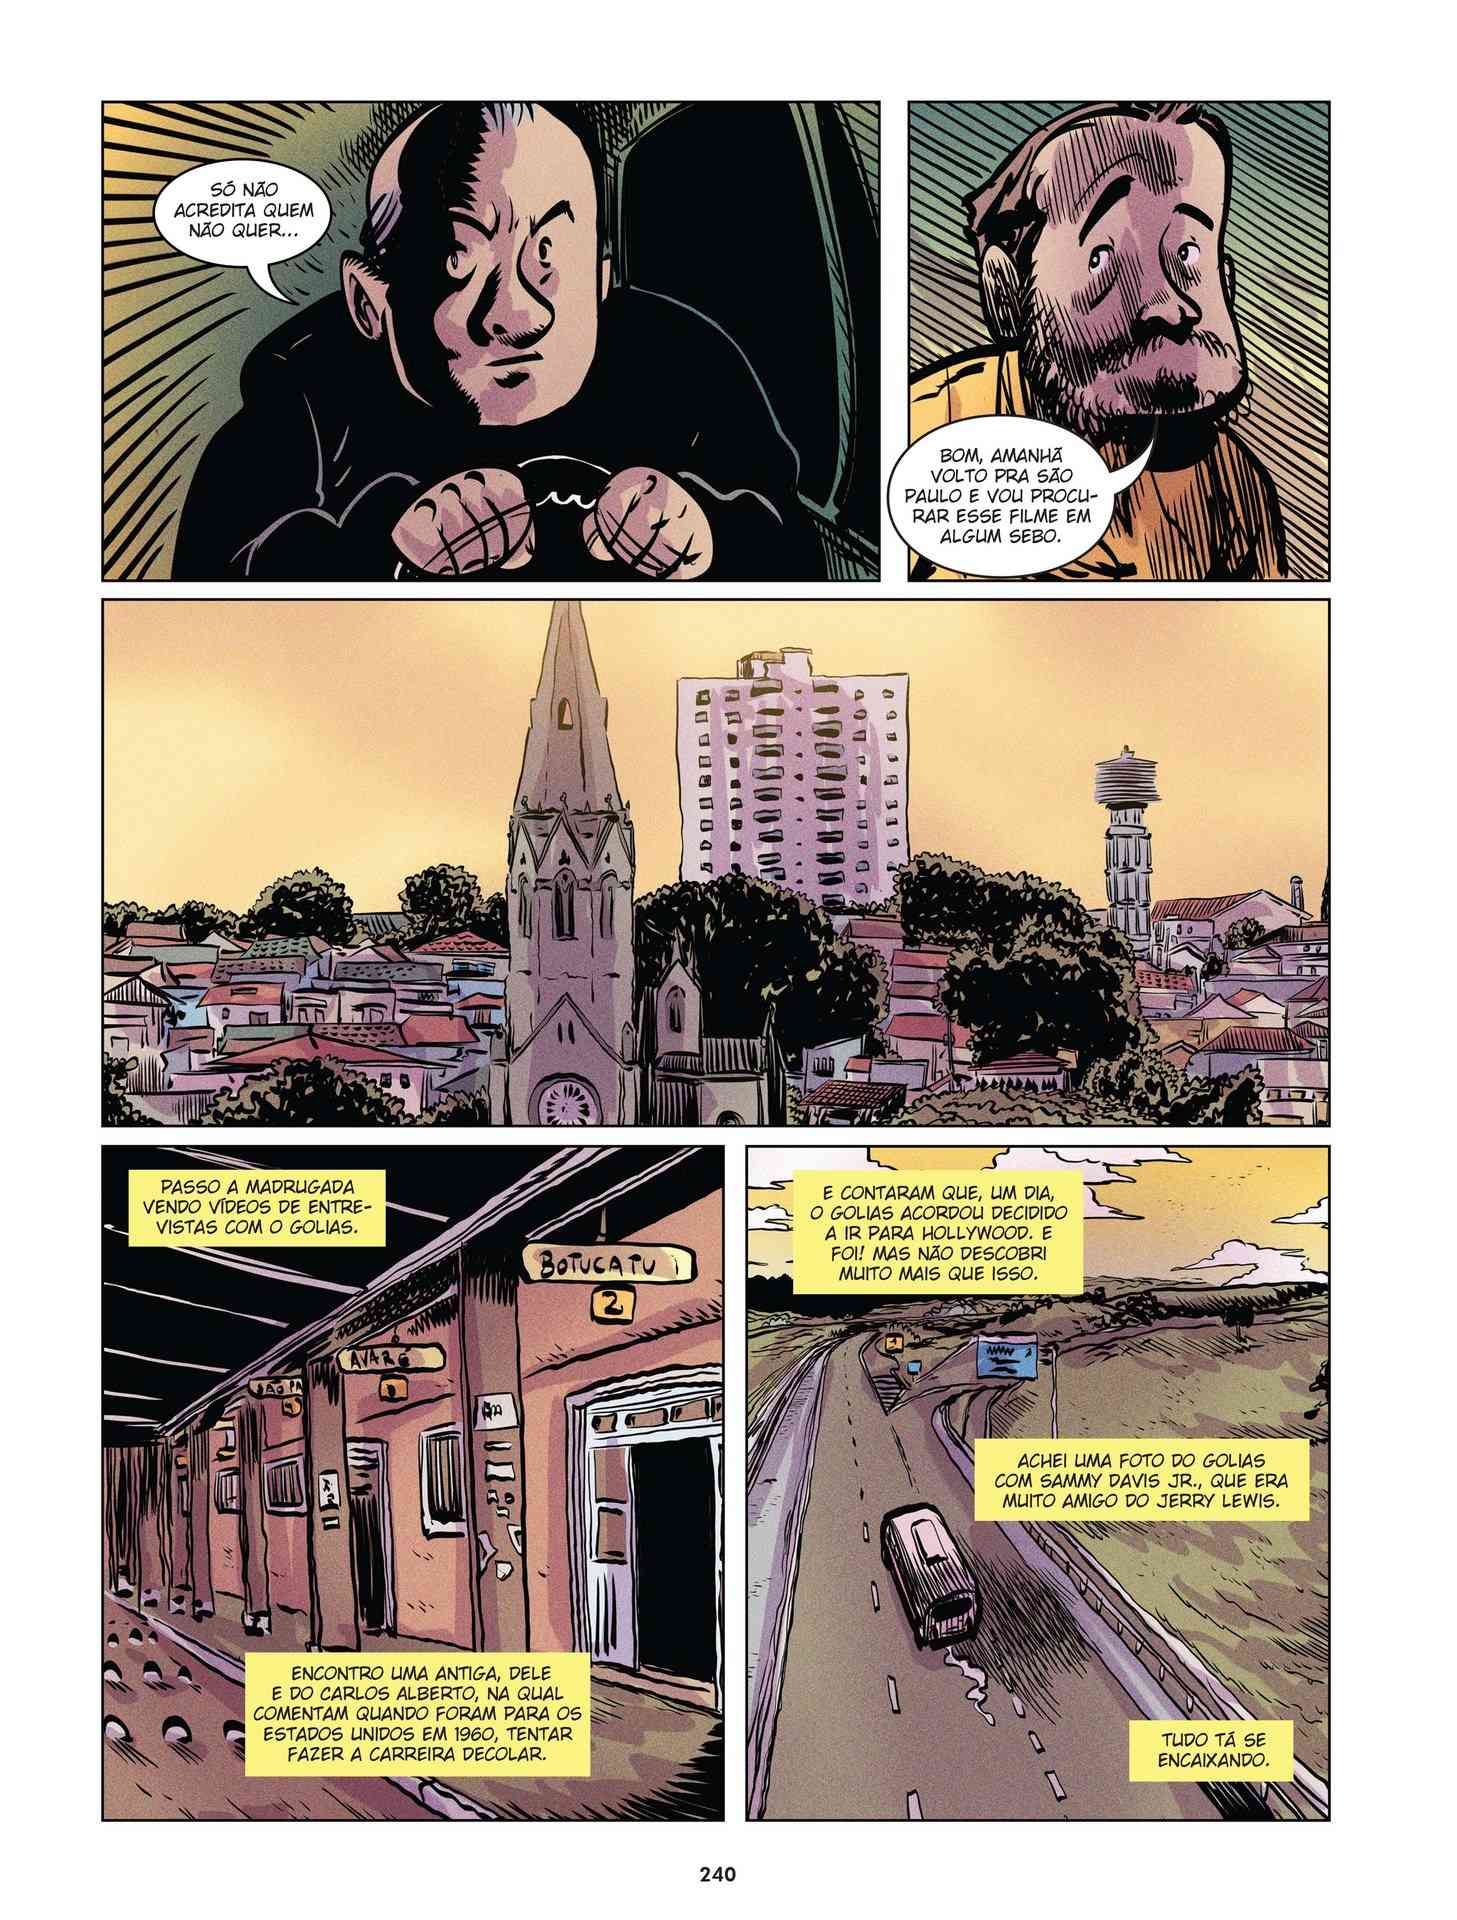 SÓ NÃO
ACREDITA QUEM
NÃO QUER...
BOM, AMANHÃ
VOLTO PRA SÃO
PAULO E VOU PROCU-
RAR ESSE FILME EM
ALGUM SEBO.
PASSO A MADRUGADA
VENDO VÍDEOS DE ENTRE-
VISTAS COM O GOLIAS.
BOTUCATU
2
AVARÉ
ENCONTRO UMA ANTIGA, DELE
E DO CARLOS ALBERTO, NA QUAL
COMENTAM QUANDO FORAM PARA OS
ESTADOS UNIDOS EM 1960, TENTAR
FAZER A CARREIRA DECOLAR.
E CONTARAM QUE, UM DIA,
O GOLIAS ACORDOU DECIDIDO
A IR PARA HOLLYWOOD. E
FOI! MAS NÃO DESCOBRI
MUITO MAIS QUE ISSO.
ACHEI UMA FOTO DO GOLIAS
COM SAMMY DAVIS JR., QUE ERA
MUITO AMIGO DO JERRY LEWIS.
TUDO TÁ SE
ENCAIXANDO.
240